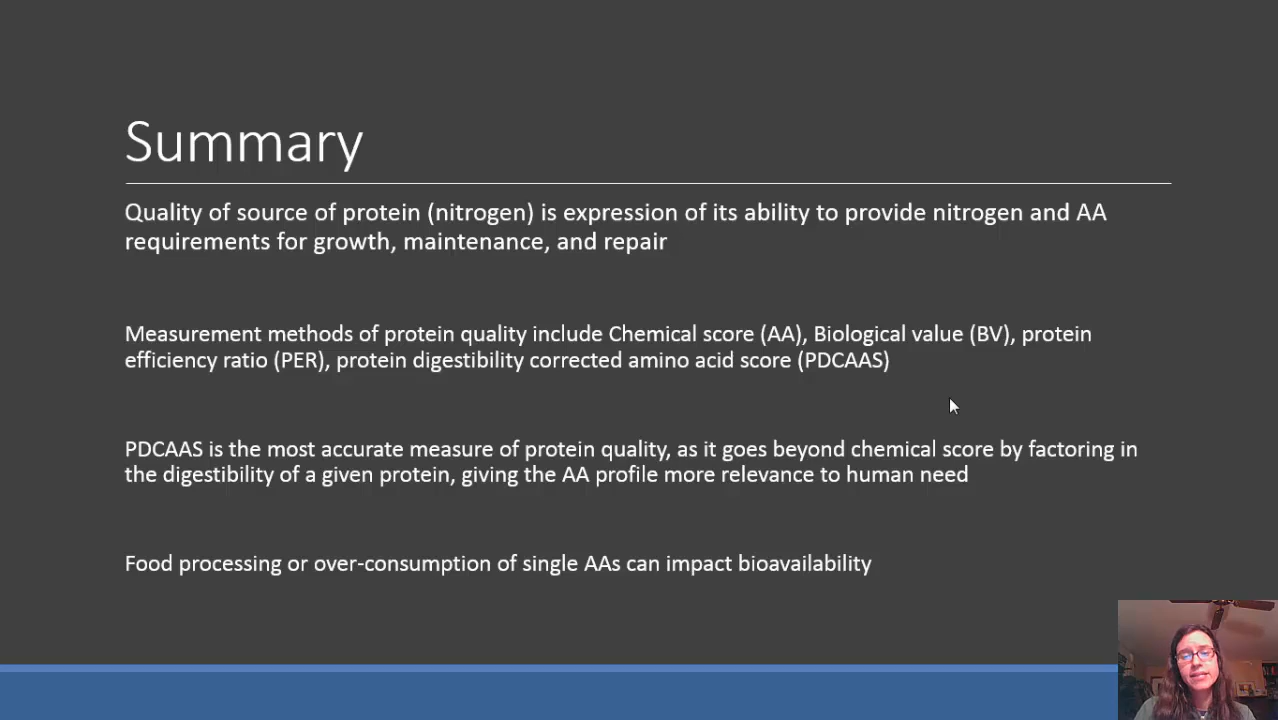 Summary
Quality of source of protein (nitrogen) is expression of its ability to provide nitrogen and AA
requirements for growth, maintenance, and repair
Measurement methods of protein quality include Chemical score (AA), Biological value (BV), protein
efficiency ratio (PER), protein digestibility corrected amino acid score (PDCAAS)
PDCAAS is the most accurate measure of protein quality, as it goes beyond chemical score by factoring in
the digestibility of a given protein, giving the AA profile more relevance to human need
Food processing or over-consumption of single AAs can impact bioavailability